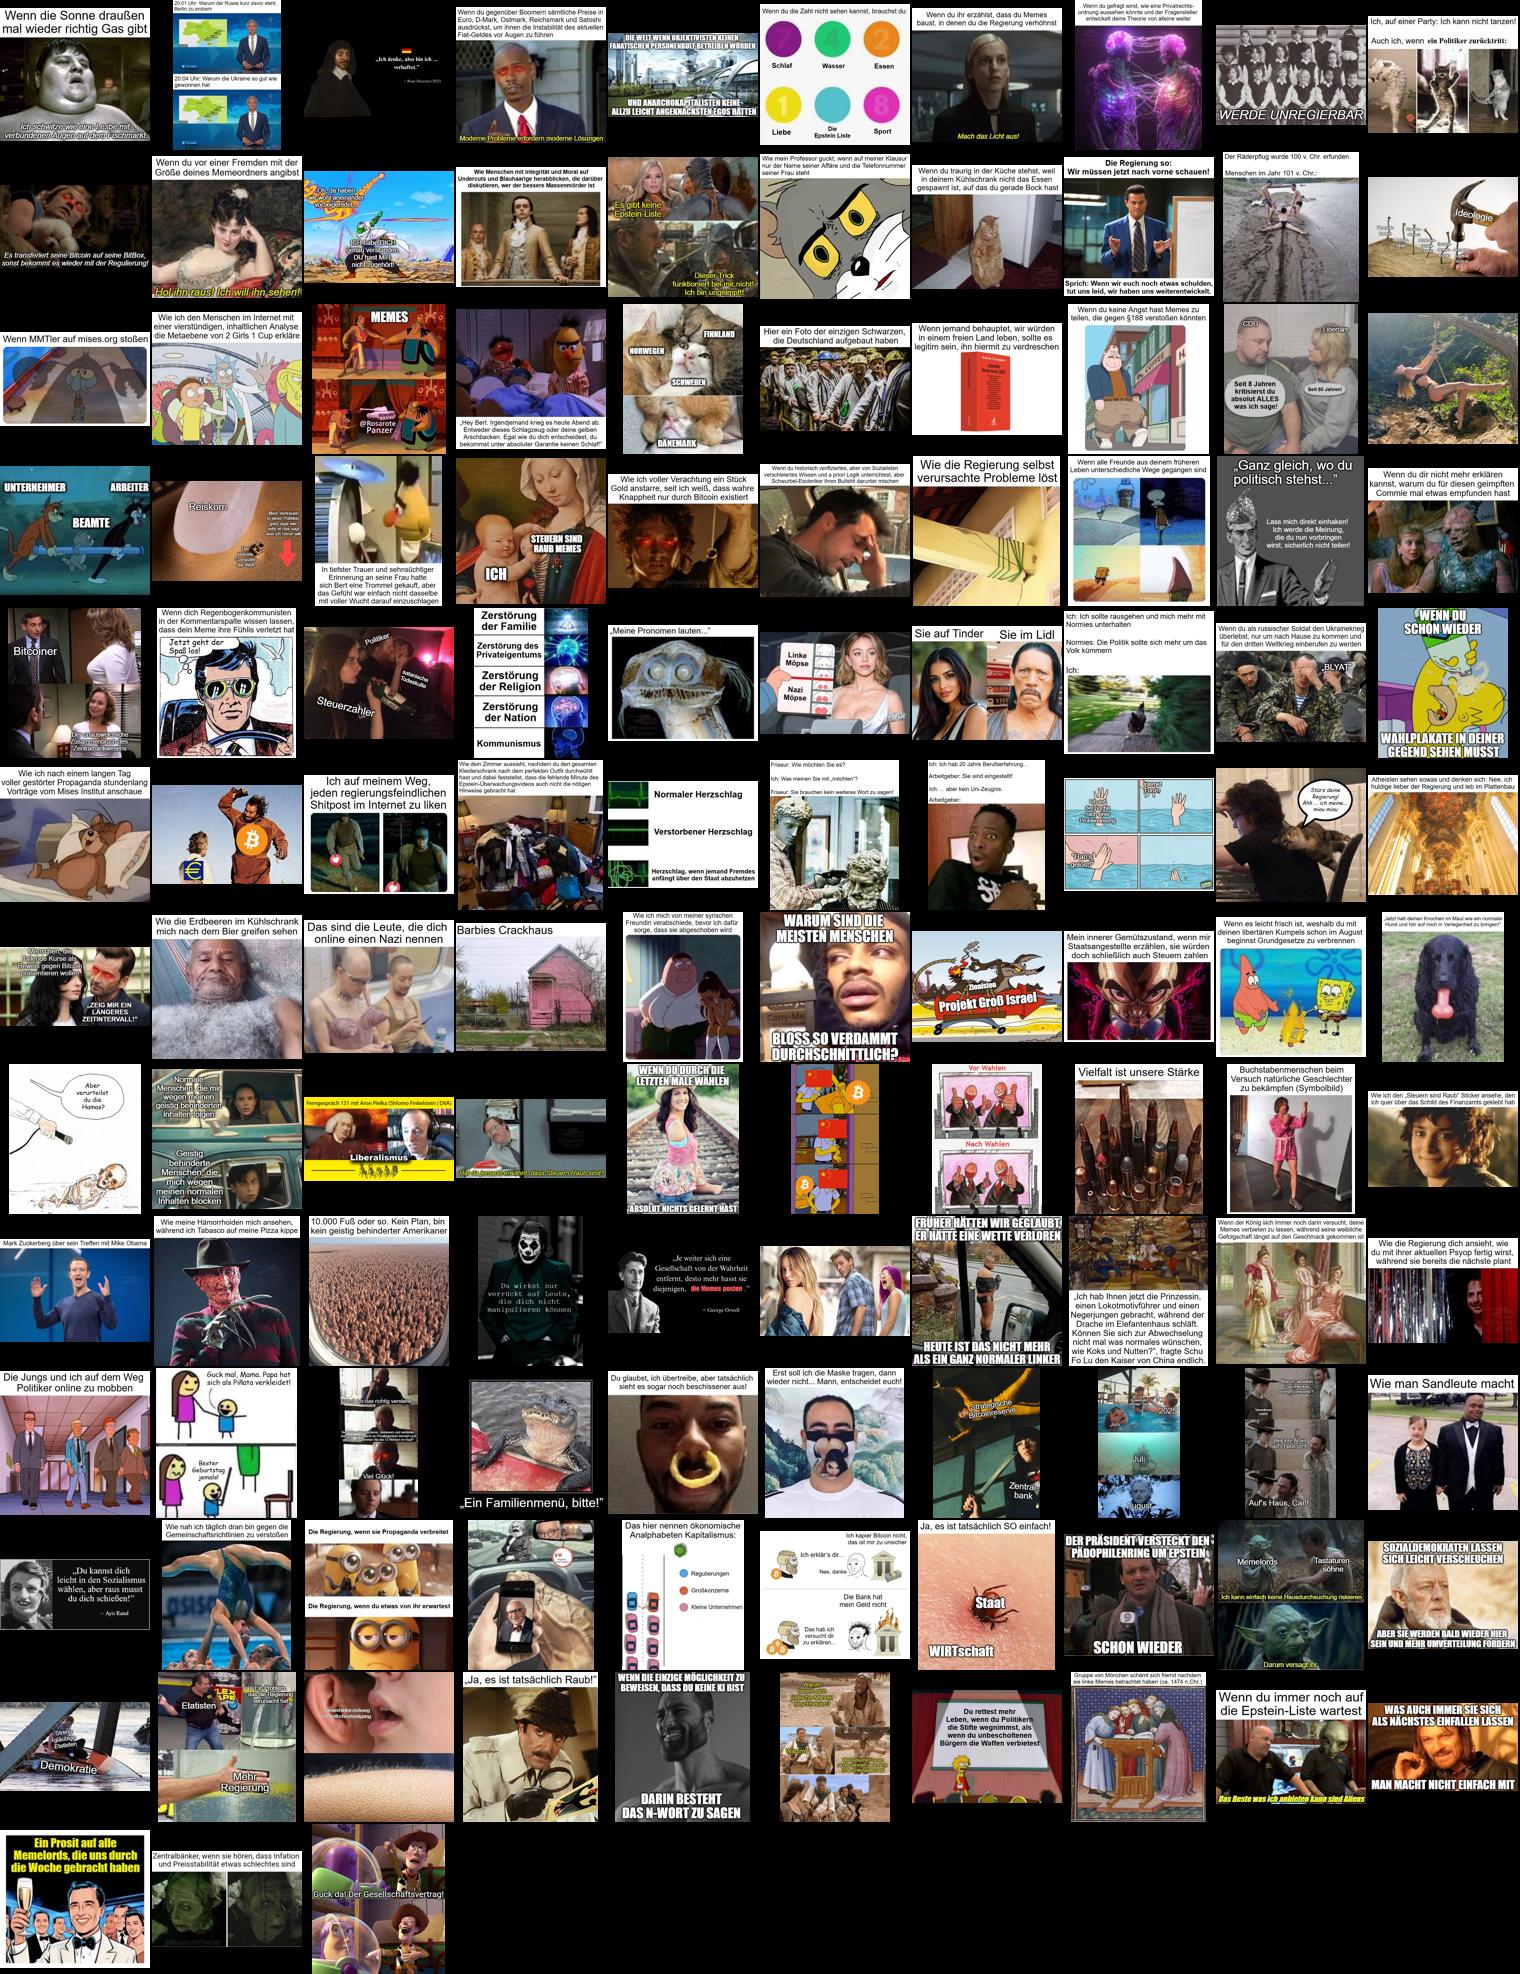 Wenn die Sonne draußen
mal wieder richtig Gas gibt
Ich schwitze wie eine Lesbe mit
verbundenen Augen auf dem Fischmarkt
20:01 Uhr: Warum der Russe kurz davor steht,
Berlin zu erobern
20:04 Uhr: Warum die Ukraine so gut wie
gewonnen hat
„Ich denke, also bin ich ...
verhaftet.“
Wenn du gegenüber Boomern sämtliche Preise in
Euro, D-Mark, Ostmark, Reichsmark und Satoshi
ausdrückst, um ihnen die Instabilität des aktuellen
Fiat-Geldes vor Augen zu führen
Moderne Probleme erfordern moderne Lösungen
DIE WELT WENN OBJEKTIVISTEN KEINEN
FANATISCHEN PERSONENKULT BETREIBEN WÜRDEN
UND ANARCHOKAPITALISTEN KEINE
ALLZU LEICHT ANGEKNACKSTEN EGOS HÄTTEN
Wenn du die Zahl nicht sehen kannst, brauchst du:
7 4 2
Schlaf Wasser Essen
1 8
Liebe Die Epstein Liste Sport
Wenn du ihr erzählst, dass du Memes
baust, in denen du die Regierung verhöhnst
Mach das Licht aus!
Wenn du gefragt wirst, wie eine Privatrechts-
ordnung aussehen könnte und der Fragensteller
entwickelt deine Theorie von alleine weiter
WERDE UNREGIERBAR
Ich, auf einer Party: Ich kann nicht tanzen!
Auch ich, wenn ein Politiker zurücktritt:
Es transferiert seine Bitcoin auf seine BitBox,
sonst bekommt es wieder mit der Regulierung!
Wenn du vor einer Fremden mit der
Größe deines Memeordners angibst
Hol ihn raus! Ich will ihn sehen!
Oh, da haben
wir wohl aneinander
vorbeigeredet.
ICH habe DICH
genau verstanden.
DU hast MIR
nicht zugehört!
Wie Menschen mit Integrität und Moral auf
Undercuts und Blauhaarige herabblicken, die darüber
diskutieren, wer der bessere Massenmörder ist
Es gibt keine
Epstein-Liste
Dieser Trick
funktioniert bei mir nicht!
Ich bin ungeimpft!
Wie mein Professor guckt, wenn auf meiner Klausur
nur der Name seiner Affäre und die Telefonnummer
seiner Frau steht
Wenn du traurig in der Küche stehst, weil
in deinem Kühlschrank nicht das Essen
gespawnt ist, auf das du gerade Bock hast
Die Regierung so:
Wir müssen jetzt nach vorne schauen!
Sprich: Wenn wir euch noch etwas schulden,
tut uns leid, wir haben uns weiterentwickelt.
Der Räderpflug wurde 100 v. Chr. erfunden
Menschen im Jahr 101 v. Chr.:
Ideologie
Wenn MMTler auf mises.org stoßen
Wie ich den Menschen im Internet mit
einer vierstündigen, inhaltlichen Analyse
die Metaebene von 2 Girls 1 Cup erkläre
MEMES
@Rosarote
Panzer
„Hey Bert. Irgendjemand krieg es heute Abend ab.
Entweder dieses Schlagzeug oder deine gelben
Arschbacken. Egal wie du dich entscheidest, du
bekommst unter absoluter Garantie keinen Schlaf!“
FINNLAND
NORWEGEN
SCHWEDEN
DÄNEMARK
Hier ein Foto der einzigen Schwarzen,
die Deutschland aufgebaut haben
Wenn jemand behauptet, wir würden
in einem freien Land leben, sollte es
legitim sein, ihn hiermit zu verdreschen
Wenn du keine Angst hast Memes zu
teilen, die gegen §188 verstoßen könnten
CDU
Libertäre
Seit 8 Jahren
kritisierst du
absolut ALLES
was ich sage!
Seit 80 Jahren!
UNTERNEHMER
ARBEITER
BEAMTE
Reiskorn
In tiefster Trauer und sehnsüchtiger
Erinnerung an seine Frau hatte
sich Bert eine Trommel gekauft, aber
das Gefühl war einfach nicht dasselbe
mit voller Wucht darauf einzuschlagen
STEUERN SIND
RAUB MEMES
ICH
Wie ich voller Verachtung ein Stück
Gold anstarre, seit ich weiß, dass wahre
Knappheit nur durch Bitcoin existiert
Wenn du historisch verifiziertes, aber von Sozialisten
verschleiertes Wissen und a priori Logik unterrichtest, aber
Schwurbel-Esoteriker ihren Bullshit darunter mischen
Wie die Regierung selbst
verursachte Probleme löst
Wenn alle Freunde aus deinem früheren
Leben unterschiedliche Wege gegangen sind
„Ganz gleich, wo du
politisch stehst...“
Lass mich direkt einhaken!
Ich werde die Meinung,
die du nun vorbringen
wirst, sicherlich nicht teilen!
Wenn du dir nicht mehr erklären
kannst, warum du für diesen geimpften
Commie mal etwas empfunden hast
Bitcoiner
Der unausweichliche
Zusammenbruch des
Zentralbankwesens
Wenn dich Regenbogenkommunisten
in der Kommentarspalte wissen lassen,
dass dein Meme ihre Fühlis verletzt hat
Jetzt geht der
Spaß los!
Politiker
satanische
Todeskulte
Steuerzahler
Zerstörung
der Familie
Zerstörung des
Privateigentums
Zerstörung
der Religion
Zerstörung
der Nation
Kommunismus
„Meine Pronomen lauten...“
Linke
Möpse
Nazi
Möpse
Sie auf Tinder Sie im Lidl
Ich: Ich sollte rausgehen und mich mehr mit
Normies unterhalten
Normies: Die Politik sollte sich mehr um das
Volk kümmern
Ich:
Wenn du als russischer Soldat den Ukrainekrieg
überlebst, nur um nach Hause zu kommen und
für den dritten Weltkrieg einberufen zu werden
„BLYAT“
WENN DU
SCHON WIEDER
WAHLPLAKATE IN DEINER
GEGEND SEHEN MUSST
Wie ich nach einem langen Tag
voller gestörter Propaganda stundenlang
Vorträge vom Mises Institut anschaue
Ich auf meinem Weg,
jeden regierungsfeindlichen
Shitpost im Internet zu liken
Wie dein Zimmer aussieht, nachdem du den gesamten
Kleiderschrank nach dem perfekten Outfit durchwühlt
hast und dabei feststellst, dass die fehlende Minute des
Epstein-Überwachungsvideos auch nicht die nötigen
Hinweise gebracht hat
Normaler Herzschlag
Verstorbener Herzschlag
Herzschlag, wenn jemand Fremdes
anfängt über den Staat abzuhetzen
Friseur: Wie möchten Sie es?
Ich: Was meinen Sie mit „möchten“?
Friseur: Sie brauchen kein weiteres Wort zu sagen!
Ich: Ich hab 20 Jahre Berufserfahrung...
Arbeitgeber: Sie sind eingestellt!
Ich: ... aber kein Uni-Zeugnis.
Arbeitgeber:
Stürz deine
Regierung!
Ähh ... ich meine...
miau miau
Atheisten sehen sowas und denken sich: Nee, ich
huldige lieber der Regierung und leb im Plattenbau
Menschen, die
fallende Kurse als
Beweis gegen Bitcoin
präsentieren wollen
„ZEIG MIR EIN
LÄNGERES
ZEITINTERVALL!“
Wie die Erdbeeren im Kühlschrank
mich nach dem Bier greifen sehen
Das sind die Leute, die dich
online einen Nazi nennen
Barbies Crackhaus
Wie ich mich von meiner syrischen
Freundin verabschiede, bevor ich dafür
sorge, dass sie abgeschoben wird
WARUM SIND DIE
MEISTEN MENSCHEN
BLOSS SO VERDAMMT
DURCHSCHNITTLICH?
Zionisten
Projekt Groß Israel
Mein innerer Gemütszustand, wenn mir
Staatsangestellte erzählen, sie würden
doch schließlich auch Steuern zahlen
Wenn es leicht frisch ist, weshalb du mit
deinen libertären Kumpels schon im August
beginnst Grundgesetze zu verbrennen
„Jetzt halt deinen Knochen im Maul wie ein normaler
Hund und hör auf mich in Verlegenheit zu bringen!“
Aber
verurteilst
du die
Hamas?
Normale
Menschen, die mir
wegen meinen
geistig behinderten
Inhalten folgen
Geistig
behinderte
Menschen, die
mich wegen
meinen normalen
Inhalten blocken
Ferngespräch 131 mit Aron Pielka (Shlomo Finkelstein | DVA)
Liberalismus
Hat da jemand erwähnt, dass Steuern Raub sind?
WENN DU DURCH DIE
LETZTEN MALE WÄHLEN
ABSOLUT NICHTS GELERNT HAST
Vor Wahlen
Nach Wahlen
Vielfalt ist unsere Stärke
Buchstabenmenschen beim
Versuch natürliche Geschlechter
zu bekämpfen (Symbolbild)
Wie ich den „Steuern sind Raub“ Sticker ansehe, den
ich quer über das Schild des Finanzamts geklebt hab
Mark Zuckerberg über sein Treffen mit Mike Obama
Wie meine Hämorrhoiden mich ansehen,
während ich Tabasco auf meine Pizza kippe
10.000 Fuß oder so. Kein Plan, bin
kein geistig behinderter Amerikaner
Du wirkst nur
verrückt auf Leute,
die dich nicht
manipulieren können
„Je weiter sich eine
Gesellschaft von der Wahrheit
entfernt, desto mehr hasst sie
diejenigen, die Memes posten.“
– George Orwell
FRÜHER HÄTTEN WIR GEGLAUBT,
ER HÄTTE EINE WETTE VERLOREN
HEUTE IST DAS NICHT MEHR
ALS EIN GANZ NORMALER LINKER
„Ich hab Ihnen jetzt die Prinzessin,
einen Lokotmotivführer und einen
Negerjungen gebracht, während der
Drache im Elefantenhaus schläft.
Können Sie sich zur Abwechselung
nicht mal was normales wünschen,
wie Koks und Nutten?“, fragte Schu
Fo Lu den Kaiser von China endlich.
Wenn der König sich immer noch darin versucht, deine
Memes verbieten zu lassen, während seine weibliche
Gefolgschaft längst auf den Geschmack gekommen ist
Wie die Regierung dich ansieht, wie
du mit ihrer aktuellen Psyop fertig wirst,
während sie bereits die nächste plant
Die Jungs und ich auf dem Weg
Politiker online zu mobben
Guck mal, Mama. Papa hat
sich als Piñata verkleidet!
Bester
Geburtstag
jemals!
Viel Glück!
„Ein Familienmenü, bitte!“
Du glaubst, ich übertreibe, aber tatsächlich
sieht es sogar noch beschissener aus!
Erst soll ich die Maske tragen, dann
wieder nicht... Mann, entscheidet euch!
Strategische
Bitcoinreserve
Zentral
bank
2025
Juni
Juli
August
Auf's Haus, Carl!
Wie man Sandleute macht
„Du kannst dich
leicht in den Sozialismus
wählen, aber raus musst
du dich schießen!“
– Ayn Rand
Wie nah ich täglich dran bin gegen die
Gemeinschaftsrichtlinien zu verstoßen
Die Regierung, wenn sie Propaganda verbreitet
Die Regierung, wenn du etwas von ihr erwartest
Das hier nennen ökonomische
Analphabeten Kapitalismus:
Regulierungen
Großkonzerne
Kleine Unternehmen
Ich kapier Bitcoin nicht,
das ist mir zu unsicher
Ich erklär's dir...
Nee, danke
Die Bank hat
mein Geld nicht
Das hab ich
versucht dir
zu erklären...
Ja, es ist tatsächlich SO einfach!
Staat
WIRTschaft
DER PRÄSIDENT VERSTECKT DEN
PÄDOPHILENRING UM EPSTEIN
SCHON WIEDER
Memelords
Tastaturen-
söhne
Ich kann einfach keine Hausdurchsuchung riskieren
Darum versagt ihr
SOZIALDEMOKRATEN LASSEN
SICH LEICHT VERSCHEUCHEN
ABER SIE WERDEN BALD WIEDER HIER
SEIN UND MEHR UMVERTEILUNG FORDERN
Streng
gläubige
Etatisten
Demokratie
Etatisten
Ein Problem,
das die Regierung
verursacht hat
Mehr
Regierung
„Ja, es ist tatsächlich Raub!“
WENN DIE EINZIGE MÖGLICHKEIT ZU
BEWEISEN, DASS DU KEINE KI BIST
DARIN BESTEHT
DAS N-WORT ZU SAGEN
Du rettest mehr
Leben, wenn du Politikern
die Stifte wegnimmst, als
wenn du unbescholtenen
Bürgern die Waffen verbietest
Gruppe von Mönchen schämt sich fremd nachdem
sie linke Memes betrachtet haben (ca. 1474 n.Chr.)
Wenn du immer noch auf
die Epstein-Liste wartest
Das Beste was ich anbieten kann sind Aliens
WAS AUCH IMMER SIE SICH
ALS NÄCHSTES EINFALLEN LASSEN
MAN MACHT NICHT EINFACH MIT
Ein Prosit auf alle
Memelords, die uns durch
die Woche gebracht haben
Zentralbänker, wenn sie hören, dass Infation
und Preisstabilität etwas schlechtes sind
Guck da! Der Gesellschaftsvertrag!